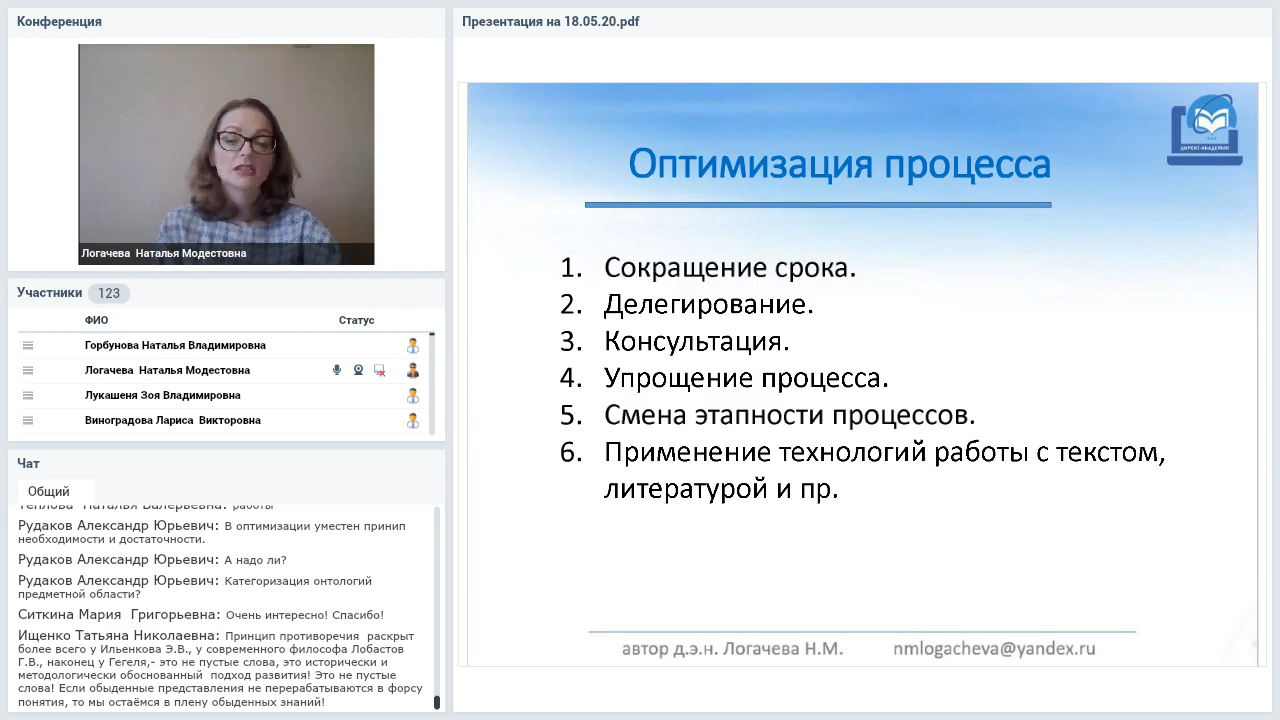 Конференция
Логачева Наталья Модестовна
Участники 123
ФИО Статус
Горбунова Наталья Владимировна
Логачева Наталья Модестовна
Лукашеня Зоя Владимировна
Виноградова Лариса Викторовна
Чат
Общий
Теплова Наталья Валерьевна: работы
Рудаков Александр Юрьевич: В оптимизации уместен принип
необходимости и достаточности.
Рудаков Александр Юрьевич: А надо ли?
Рудаков Александр Юрьевич: Категоризация онтологий
предметной области?
Ситкина Мария Григорьевна: Очень интересно! Спасибо!
Ищенко Татьяна Николаевна: Принцип противоречия раскрыт
более всего у Ильенкова Э.В., у современного философа Лобастов
Г.В., наконец у Гегеля,- это не пустые слова, это исторически и
методологически обоснованный подход развития! Это не пустые
слова! Если обыденные представления не перерабатываются в форсу
понятия, то мы остаёмся в плену обыденных знаний!
Презентация на 18.05.20.pdf
ДИРЕКТ-АКАДЕМИЯ
Оптимизация процесса
1. Сокращение срока.
2. Делегирование.
3. Консультация.
4. Упрощение процесса.
5. Смена этапности процессов.
6. Применение технологий работы с текстом,
литературой и пр.
автор д.э.н. Логачева Н.М. nmlogacheva@yandex.ru